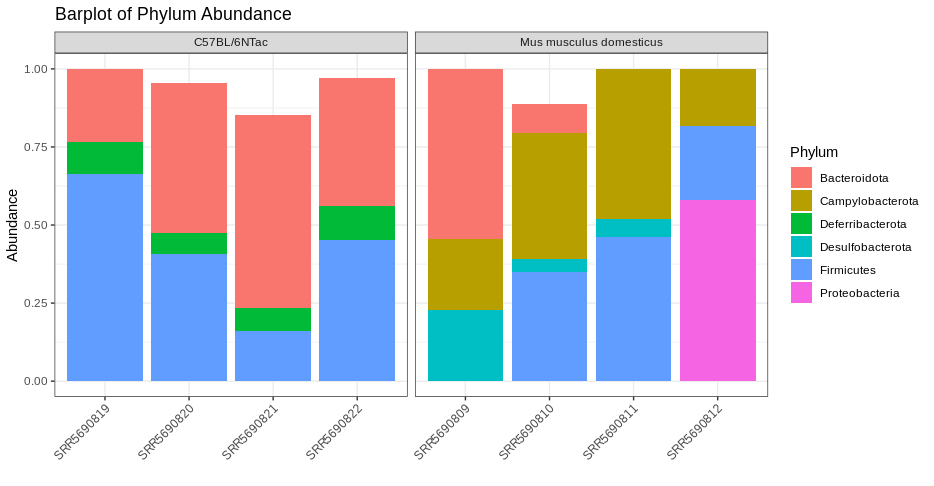 Barplot of Phylum Abundance
C57BL/6NTac
Mus musculus domesticus
1.00
0.75
0.50
0.25
0.00
Abundance
SRR5690819
SRR5690820
SRR5690821
SRR5690822
SRR5690809
SRR5690810
SRR5690811
SRR5690812
Phylum
Bacteroidota
Campylobacterota
Deferribacterota
Desulfobacterota
Firmicutes
Proteobacteria